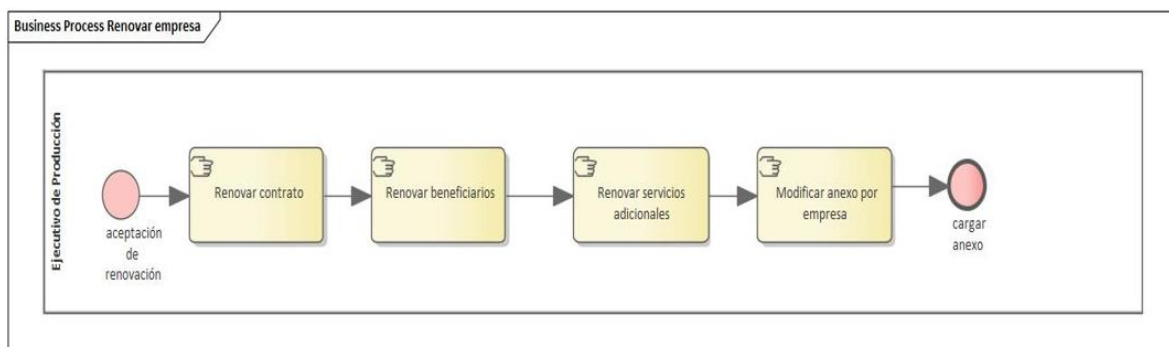 Business Process Renovar empresa
Ejecutivo de Producción
aceptación
de
renovación
Renovar contrato
Renovar beneficiarios
Renovar servicios
adicionales
Modificar anexo por
empresa
cargar
anexo